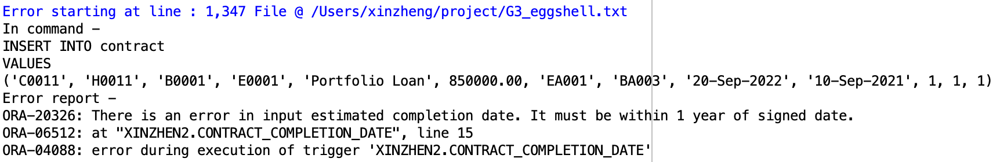 Error starting at line : 1,347 File @ /Users/xinzheng/project/G3_eggshell.txt
In command -
INSERT INTO contract
VALUES
('C0011', 'H0011', 'B0001', 'E0001', 'Portfolio Loan', 850000.00, 'EA001', 'BA003', '20-Sep-2022', '10-Sep-2021', 1, 1, 1)
Error report -
ORA-20326: There is an error in input estimated completion date. It must be within 1 year of signed date.
ORA-06512: at "XINZHEN2.CONTRACT_COMPLETION_DATE", line 15
ORA-04088: error during execution of trigger 'XINZHEN2.CONTRACT_COMPLETION_DATE'